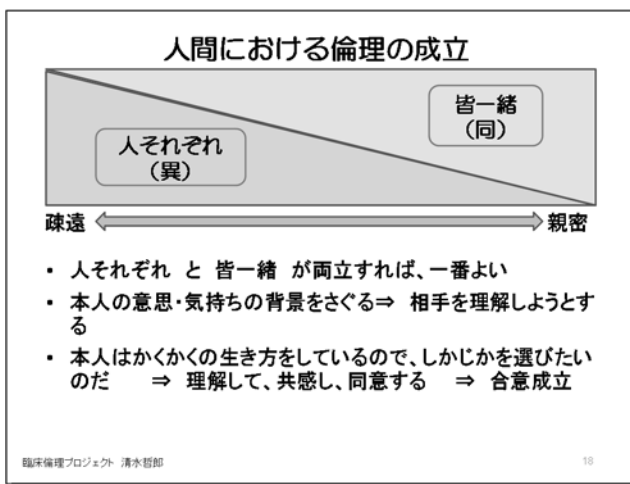 人間における倫理の成立
皆一緒
(同)
人それぞれ
(異)
疎遠 親密
・ 人それぞれ と 皆一緒 が両立すれば、一番よい
・ 本人の意思・気持ちの背景をさぐる⇒ 相手を理解しようとす
る
・ 本人はかくかくの生き方をしているので、しかじかを選びたい
のだ ⇒ 理解して、共感し、同意する ⇒ 合意成立
臨床倫理プロジェクト 清水哲郎 18